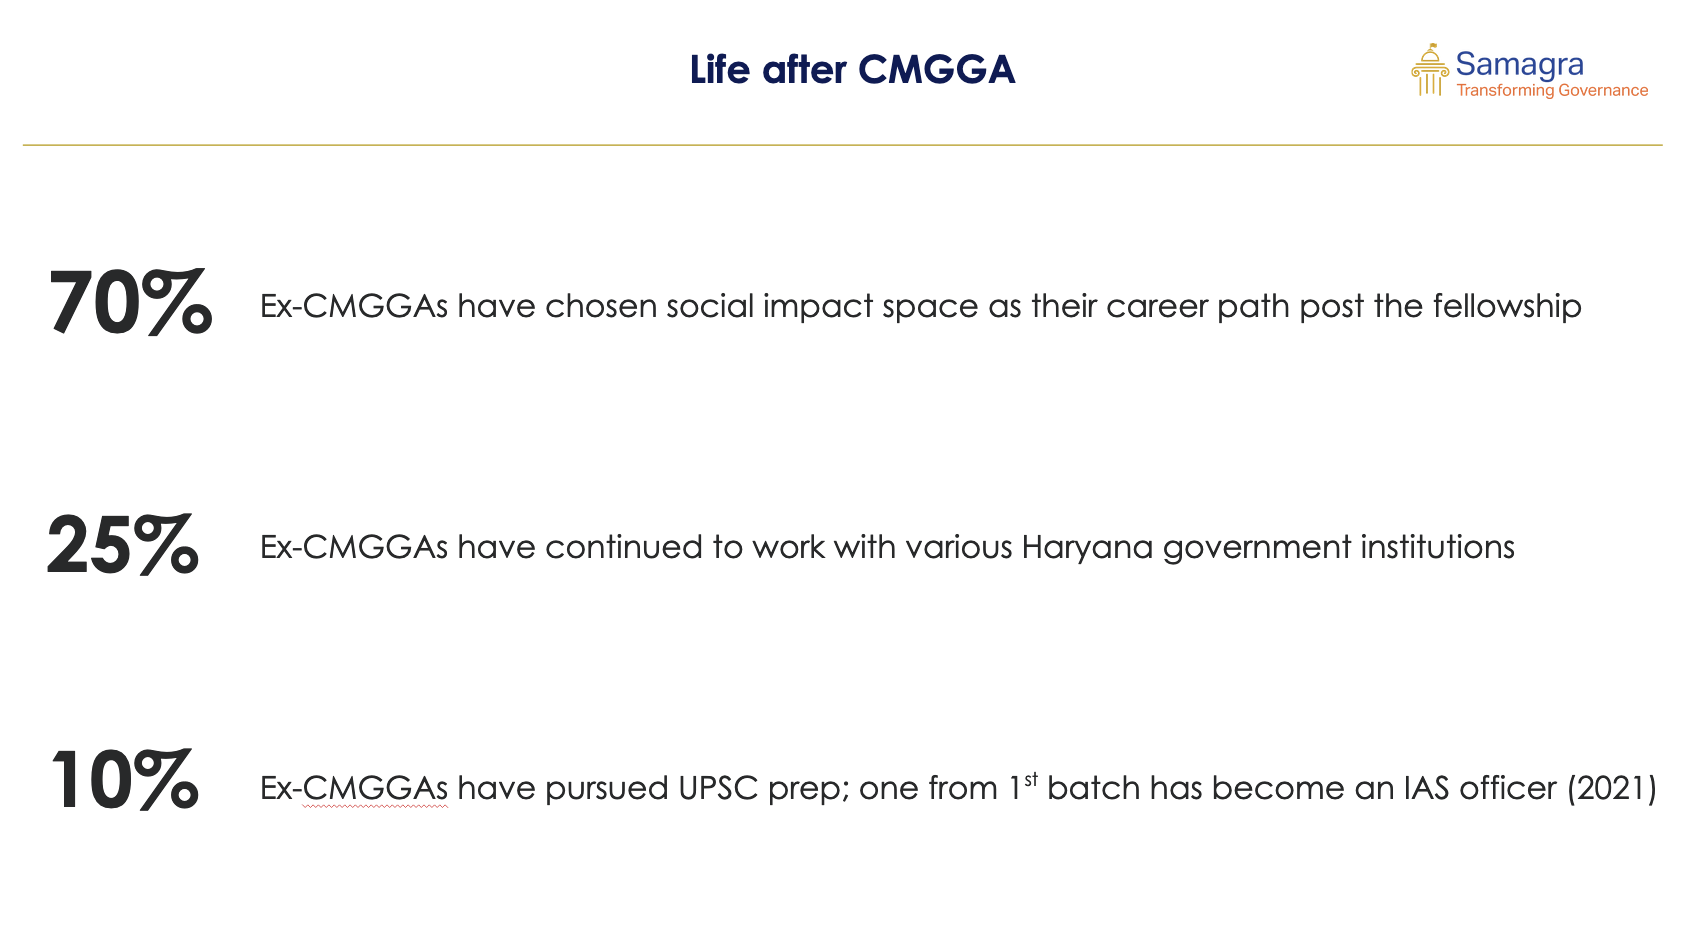 Life after CMGGA
Samagra
Transforming Governance
70%
Ex-CMGGAs have chosen social impact space as their career path post the fellowship
25%
Ex-CMGGAs have continued to work with various Haryana government institutions
10%
Ex-CMGGAs have pursued UPSC prep; one from 1st batch has become an IAS officer (2021)